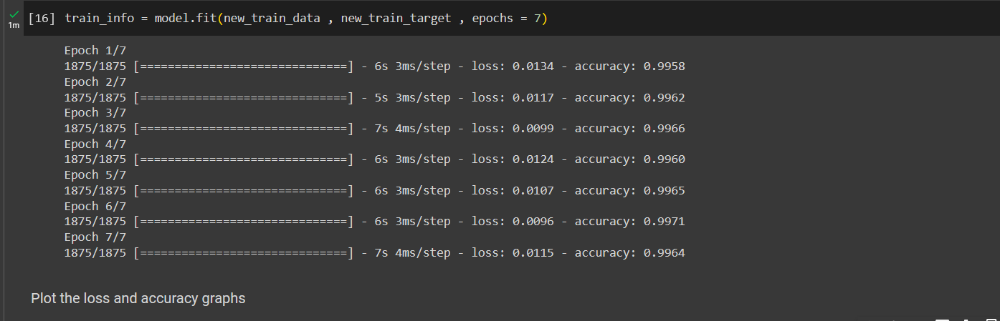 [16] train_info = model.fit(new_train_data , new_train_target , epochs = 7)
1m
Epoch 1/7
1875/1875 [==============================] - 6s 3ms/step - loss: 0.0134 - accuracy: 0.9958
Epoch 2/7
1875/1875 [==============================] - 5s 3ms/step - loss: 0.0117 - accuracy: 0.9962
Epoch 3/7
1875/1875 [==============================] - 7s 4ms/step - loss: 0.0099 - accuracy: 0.9966
Epoch 4/7
1875/1875 [==============================] - 6s 3ms/step - loss: 0.0124 - accuracy: 0.9960
Epoch 5/7
1875/1875 [==============================] - 6s 3ms/step - loss: 0.0107 - accuracy: 0.9965
Epoch 6/7
1875/1875 [==============================] - 6s 3ms/step - loss: 0.0096 - accuracy: 0.9971
Epoch 7/7
1875/1875 [==============================] - 7s 4ms/step - loss: 0.0115 - accuracy: 0.9964
Plot the loss and accuracy graphs